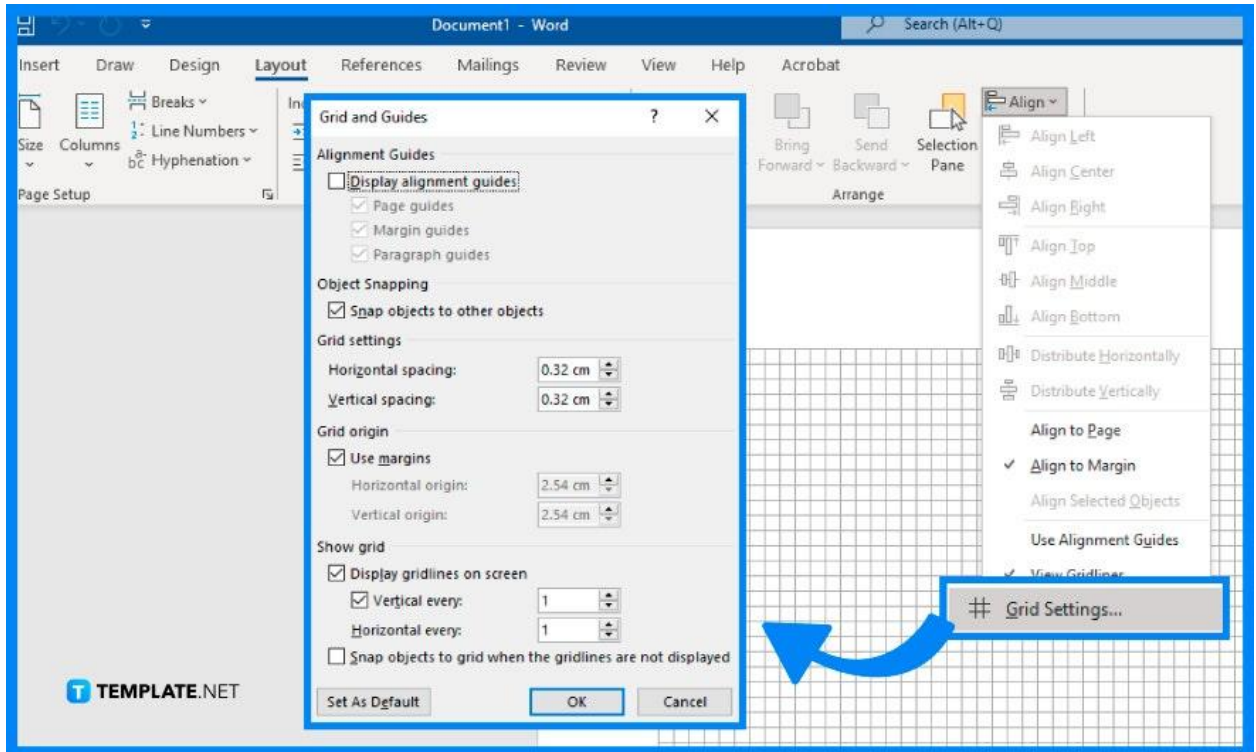 Document1 - Word
Search (Alt+Q)
Insert Draw Design Layout References Mailings Review View Help Acrobat
Size
Columns
Breaks
Line Numbers
Hyphenation
Page Setup
Bring Forward
Send Backward
Selection Pane
Arrange
Align
Grid and Guides ? X
Alignment Guides
Display alignment guides
Page guides
Margin guides
Paragraph guides
Object Snapping
Snap objects to other objects
Grid settings
Horizontal spacing: 0.32 cm
Vertical spacing: 0.32 cm
Grid origin
Use margins
Horizontal origin: 2.54 cm
Vertical origin: 2.54 cm
Show grid
Display gridlines on screen
Vertical every: 1
Horizontal every: 1
Snap objects to grid when the gridlines are not displayed
Set As Default OK Cancel
Align Left
Align Center
Align Right
Align Top
Align Middle
Align Bottom
Distribute Horizontally
Distribute Vertically
Align to Page
Align to Margin
Align Selected Objects
Use Alignment Guides
View Gridlines
Grid Settings...
T TEMPLATE.NET